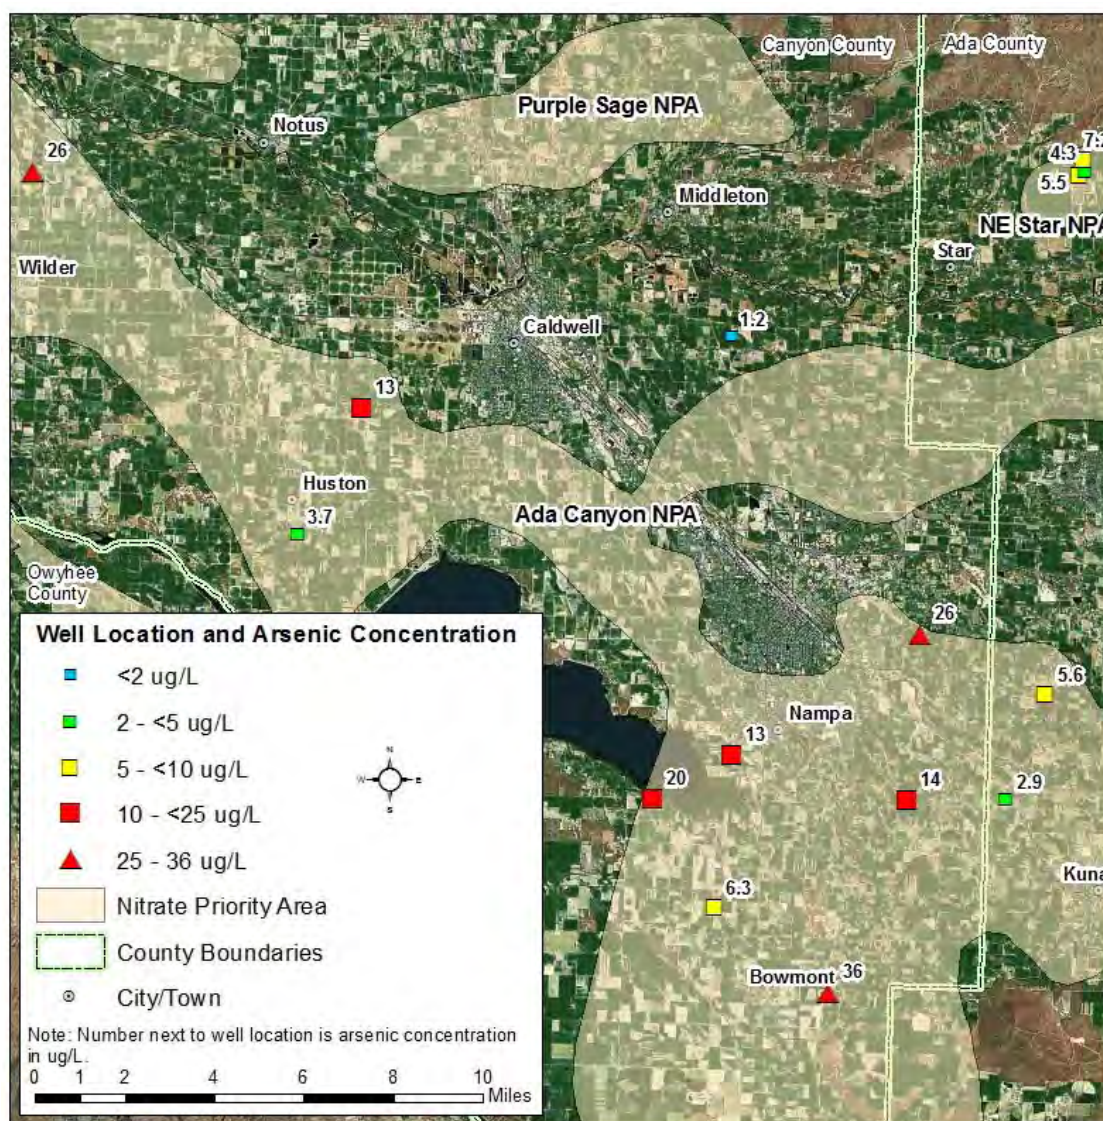 Canyon County
Ada County
Purple Sage NPA
Notus
26
4.3
5.5
Middleton
NE Star NPA
Star
Wilder
1.2
Caldwell
13
Huston
3.7
Ada Canyon NPA
Owyhee
County
26
5.6
Nampa
13
20
14
2.9
Kuna
6.3
Bowmont
36
Well Location and Arsenic Concentration
<2 ug/L
2 - <5 ug/L
5 - <10 ug/L
10 - <25 ug/L
25 - 36 ug/L
N
W
E
S
Nitrate Priority Area
County Boundaries
City/Town
Note: Number next to well location is arsenic concentration
in ug/L.
0 1 2 4 6 8 10
Miles